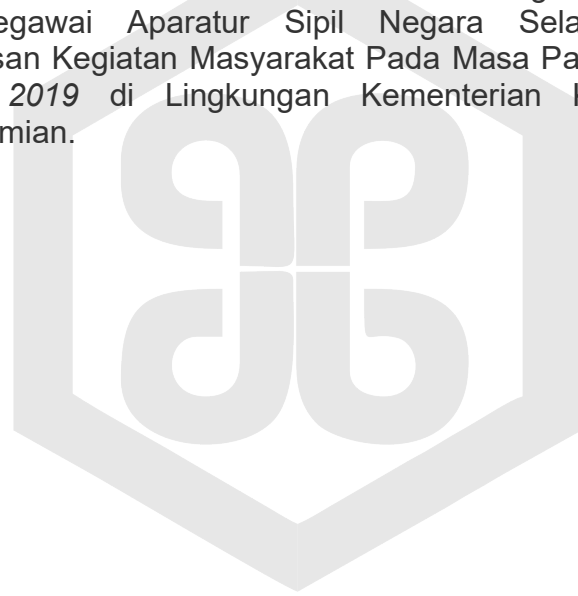 egawai Aparatur Sipil Negara Sela
san Kegiatan Masyarakat Pada Masa Pa
2019 di Lingkungan Kementerian
mian.